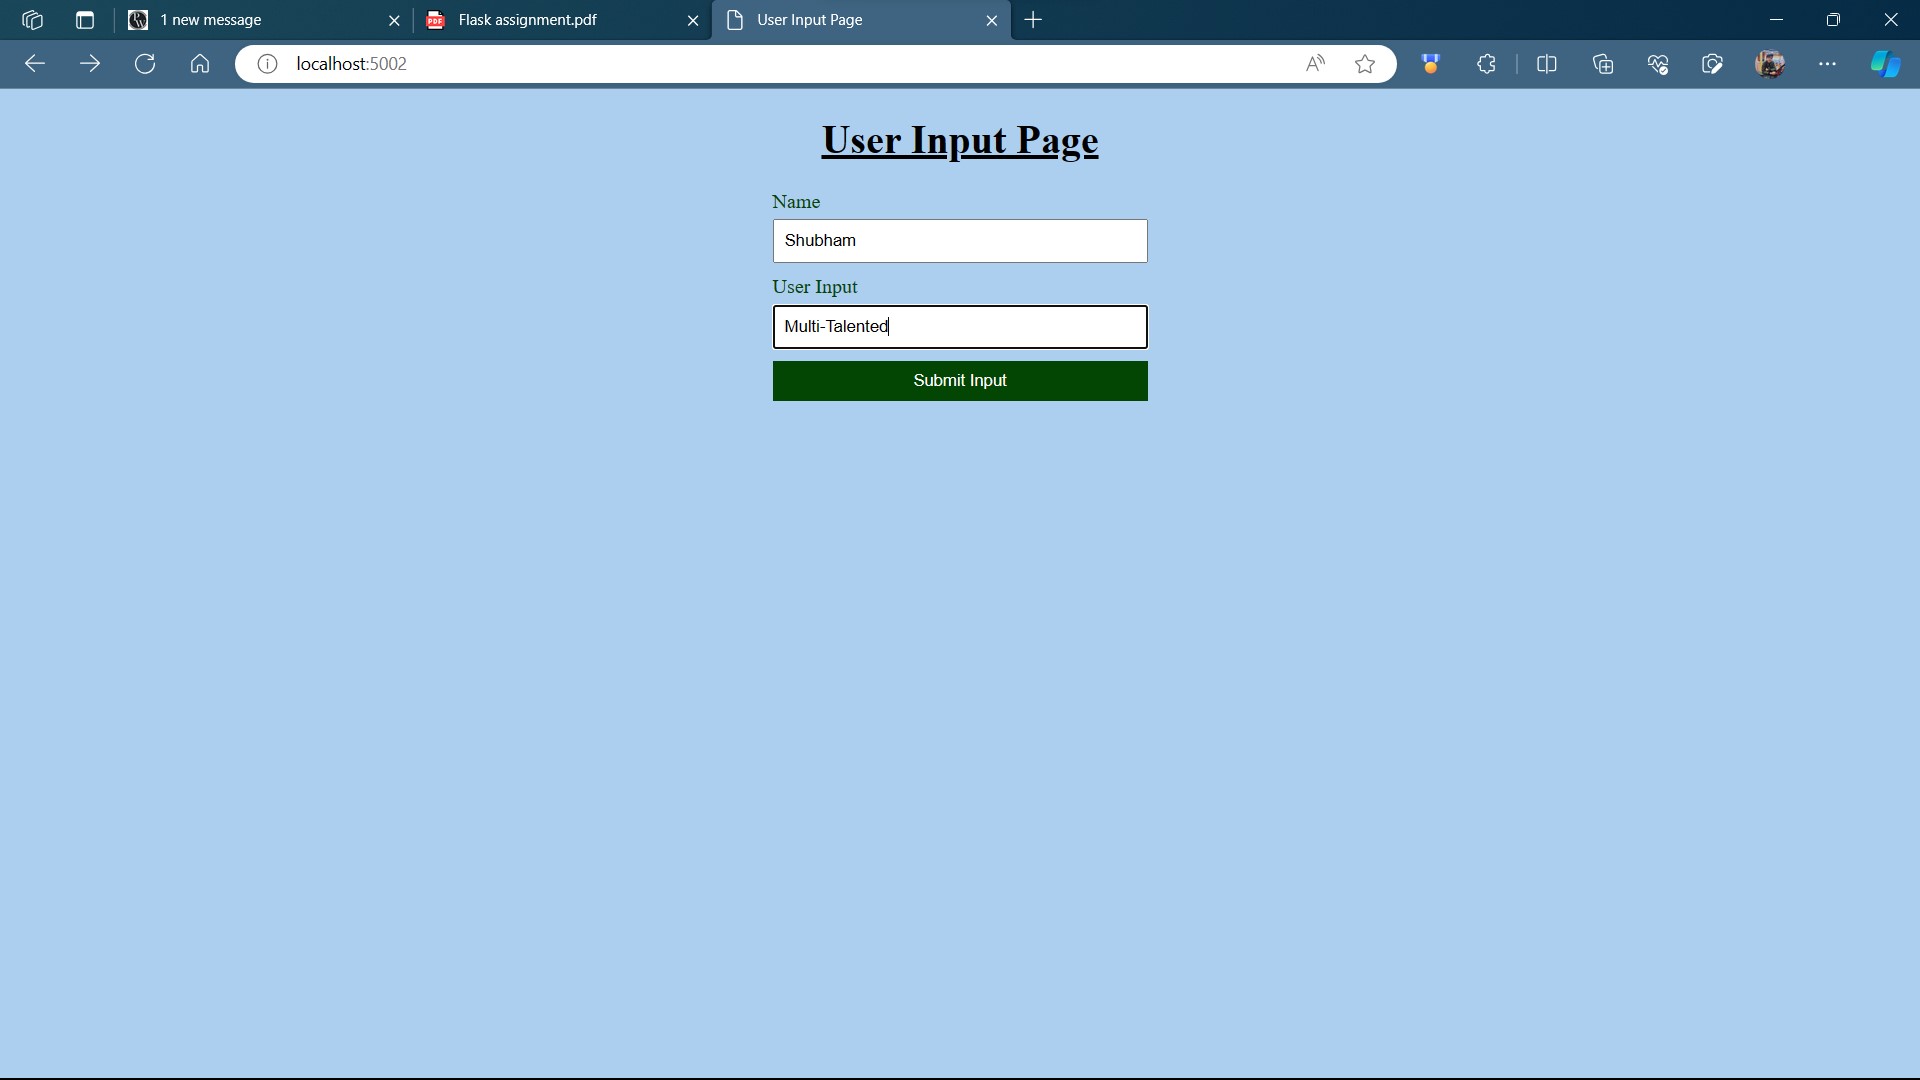 1 new message
Flask assignment.pdf
User Input Page
localhost:5002
User Input Page
Name
Shubham
User Input
Multi-Talented
Submit Input